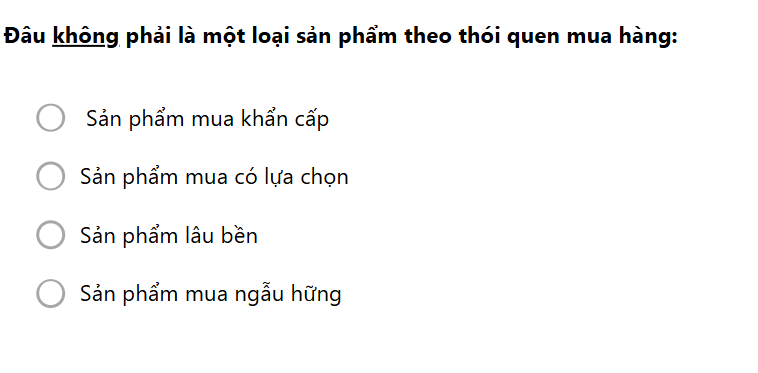 Đâu không phải là một loại sản phẩm theo thói quen mua hàng:
Sản phẩm mua khẩn cấp
Sản phẩm mua có lựa chọn
Sản phẩm lâu bền
Sản phẩm mua ngẫu hững